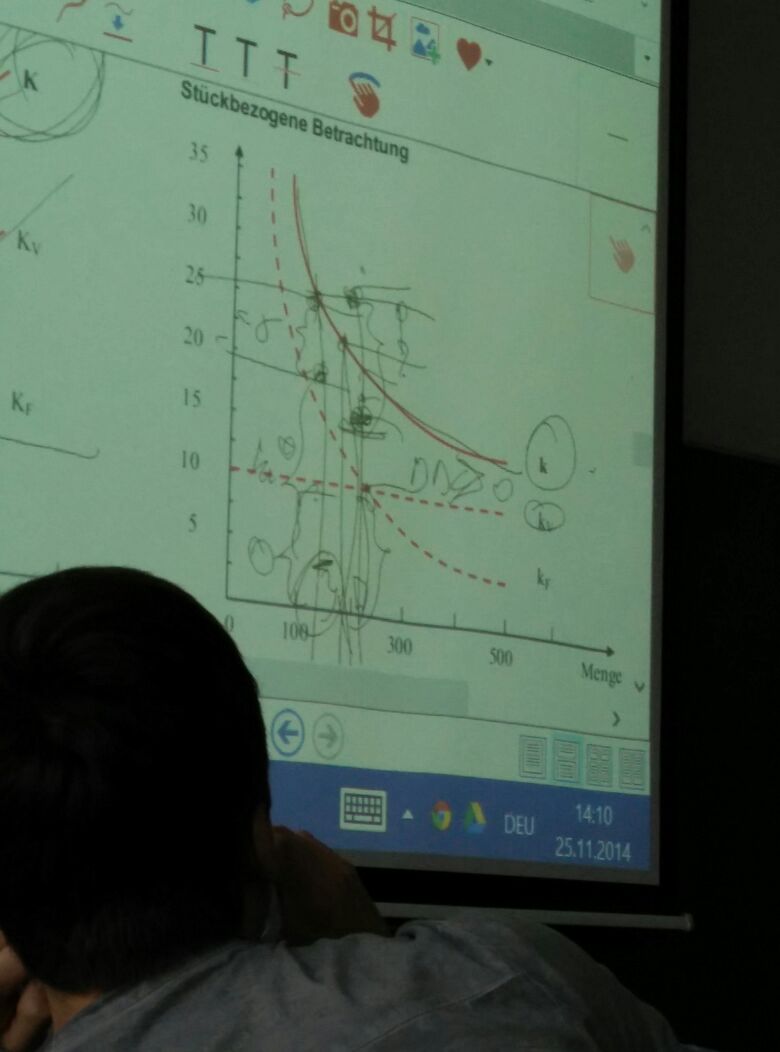 T T T
Stückbezogene Betrachtung
K
35
30
K_V
25
20
15
K_F
10
k
5
k_F
0 100 300 500 Menge
DEU
14:10
25.11.2014